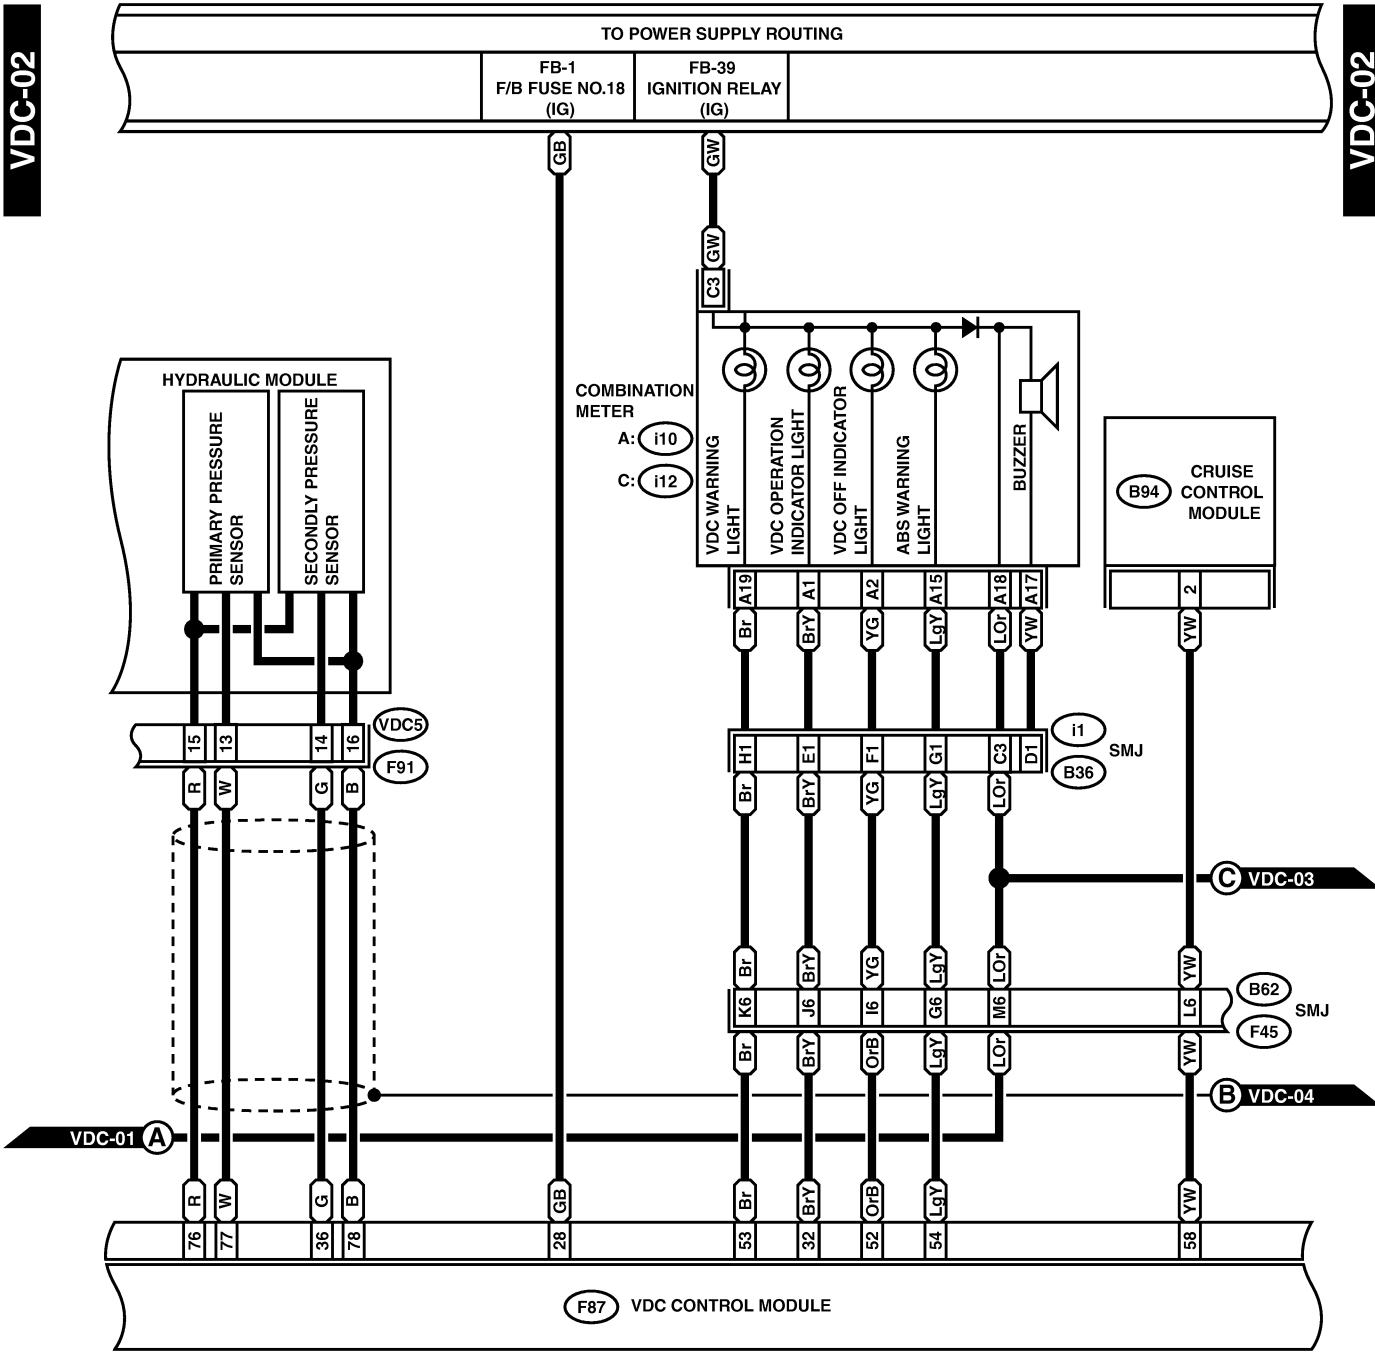 VDC-02
VDC-02
TO POWER SUPPLY ROUTING
FB-1
F/B FUSE NO.18
(IG)
FB-39
IGNITION RELAY
(IG)
GB
GW
GW
C3
HYDRAULIC MODULE
PRIMARY PRESSURE
SENSOR
SECONDLY PRESSURE
SENSOR
COMBINATION
METER
A: i10
C: i12
VDC WARNING
LIGHT
VDC OPERATION
INDICATOR LIGHT
VDC OFF INDICATOR
LIGHT
ABS WARNING
LIGHT
BUZZER
B94
CRUISE
CONTROL
MODULE
A19 A1 A2 A15 A18 A17 2
Br BrY YG LgY LOr YW YW
15 13 14 16
VDC5
F91
R W G B
H1 E1 F1 G1 C3 D1
i1
SMJ
B36
Br BrY YG LgY LOr
C VDC-03
Br BrY YG LgY LOr YW
K6 J6 I6 G6 M6 L6
B62
SMJ
F45
Br BrY OrB LgY LOr YW
B VDC-04
VDC-01 A
R W G B GB Br BrY OrB LgY YW
76 77 36 78 28 53 32 52 54 58
F87 VDC CONTROL MODULE